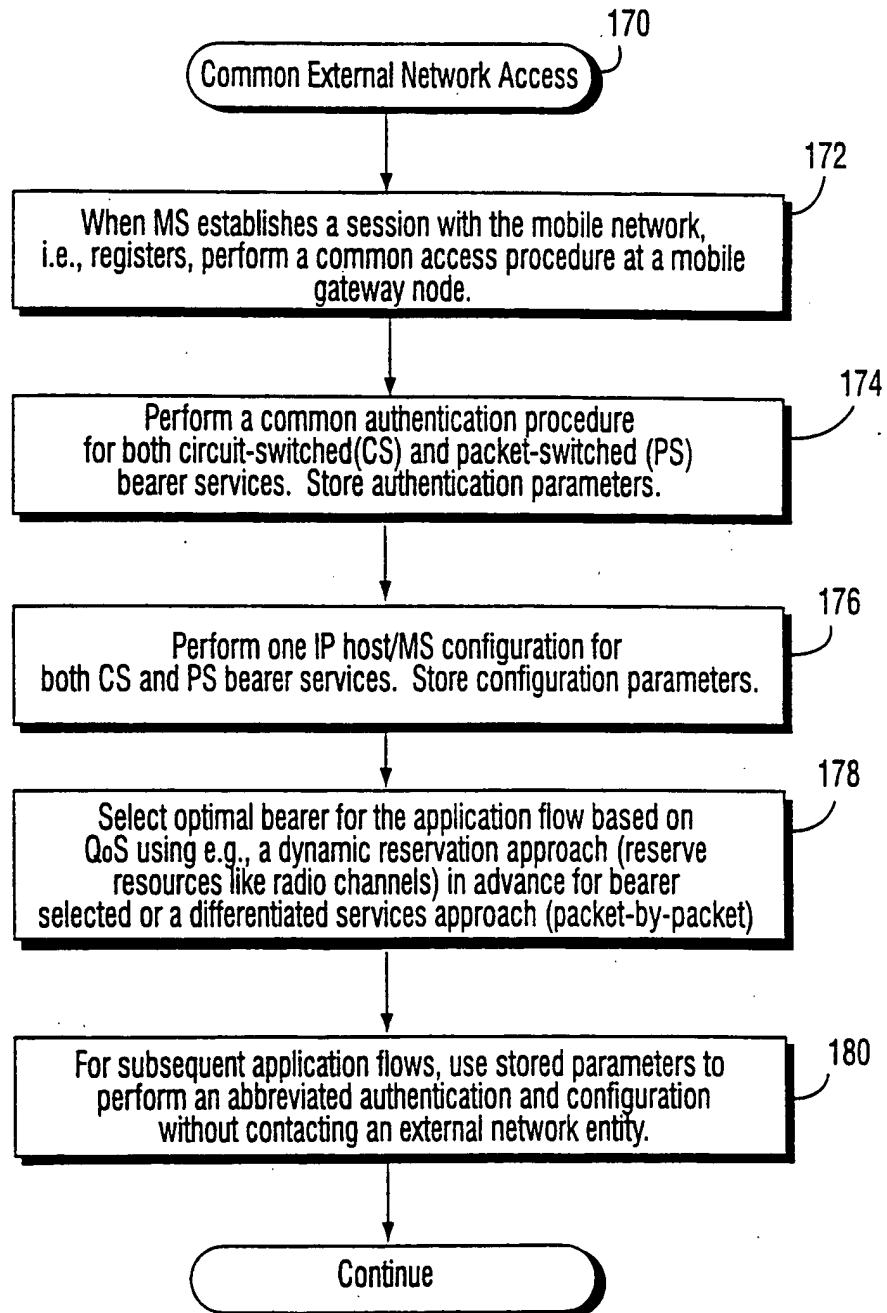 170
Common External Network Access
172
When MS establishes a session with the mobile network,
i.e., registers, perform a common access procedure at a mobile
gateway node.
174
Perform a common authentication procedure
for both circuit-switched(CS) and packet-switched (PS)
bearer services. Store authentication parameters.
176
Perform one IP host/MS configuration for
both CS and PS bearer services. Store configuration parameters.
178
Select optimal bearer for the application flow based on
QoS using e.g., a dynamic reservation approach (reserve
resources like radio channels) in advance for bearer
selected or a differentiated services approach (packet-by-packet)
180
For subsequent application flows, use stored parameters to
perform an abbreviated authentication and configuration
without contacting an external network entity.
Continue